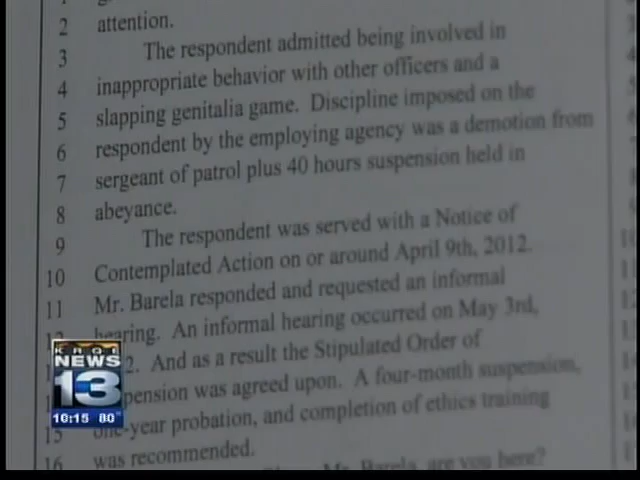 2 attention.
3 The respondent admitted being involved in
4 inappropriate behavior with other officers and a
5 slapping genitalia game. Discipline imposed on the
6 respondent by the employing agency was a demotion from
7 sergeant of patrol plus 40 hours suspension held in
8 abeyance.
9 The respondent was served with a Notice of
10 Contemplated Action on or around April 9th, 2012.
11 Mr. Barela responded and requested an informal
hearing. An informal hearing occurred on May 3rd,
2. And as a result the Stipulated Order of
pension was agreed upon. A four-month suspension,
15 one-year probation, and completion of ethics training
16 was recommended.
Mr. Barela, are you here?
KRQE
NEWS
13
10:15 80°